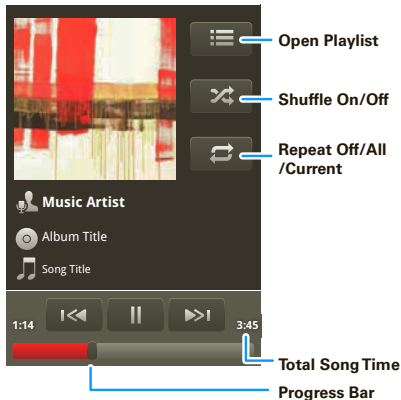 Open Playlist
Shuffle On/Off
Repeat Off/All
/Current
Music Artist
Album Title
Song Title
1:14
3:45
Total Song Time
Progress Bar